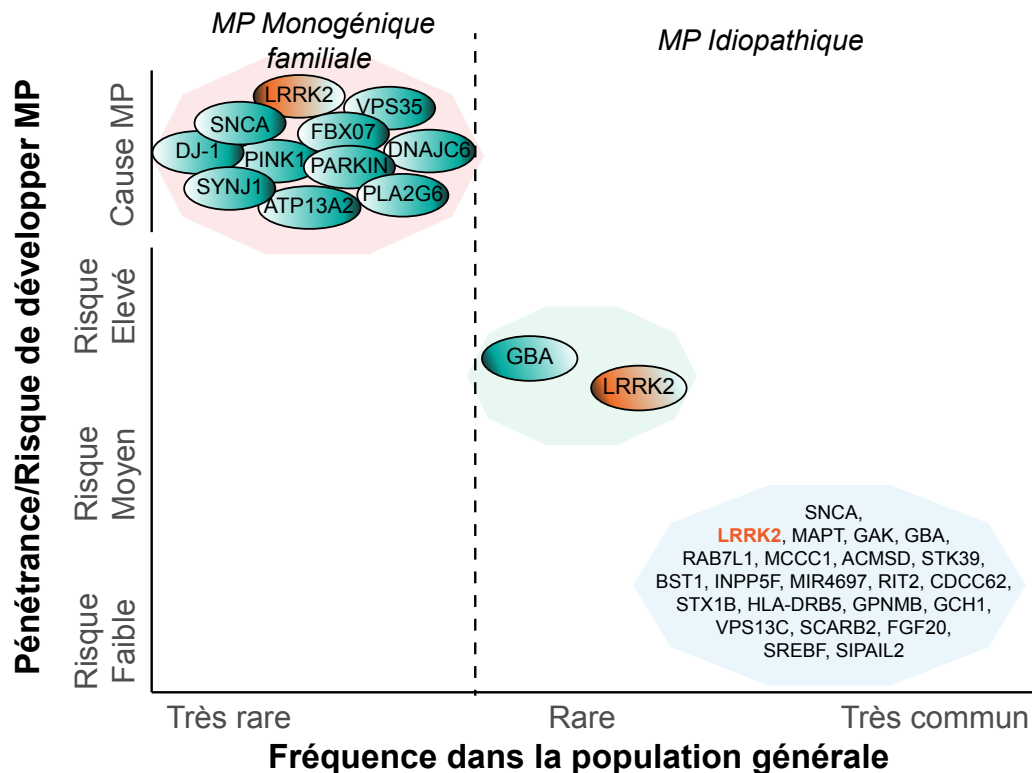 MP Monogénique
familiale
MP Idiopathique
Pénétrance/Risque de développer MP
Cause MP
Risque
Elevé
Risque
Moyen
Risque
Faible
LRRK2
VPS35
SNCA
FBX07
DJ-1
PINK1
PARKIN
DNAJC6
SYNJ1
ATP13A2
PLA2G6
GBA
LRRK2
SNCA,
LRRK2, MAPT, GAK, GBA,
RAB7L1, MCCC1, ACMSD, STK39,
BST1, INPP5F, MIR4697, RIT2, CDCC62,
STX1B, HLA-DRB5, GPNMB, GCH1,
VPS13C, SCARB2, FGF20,
SREBF, SIPAIL2
Très rare
Rare
Très commun
Fréquence dans la population générale